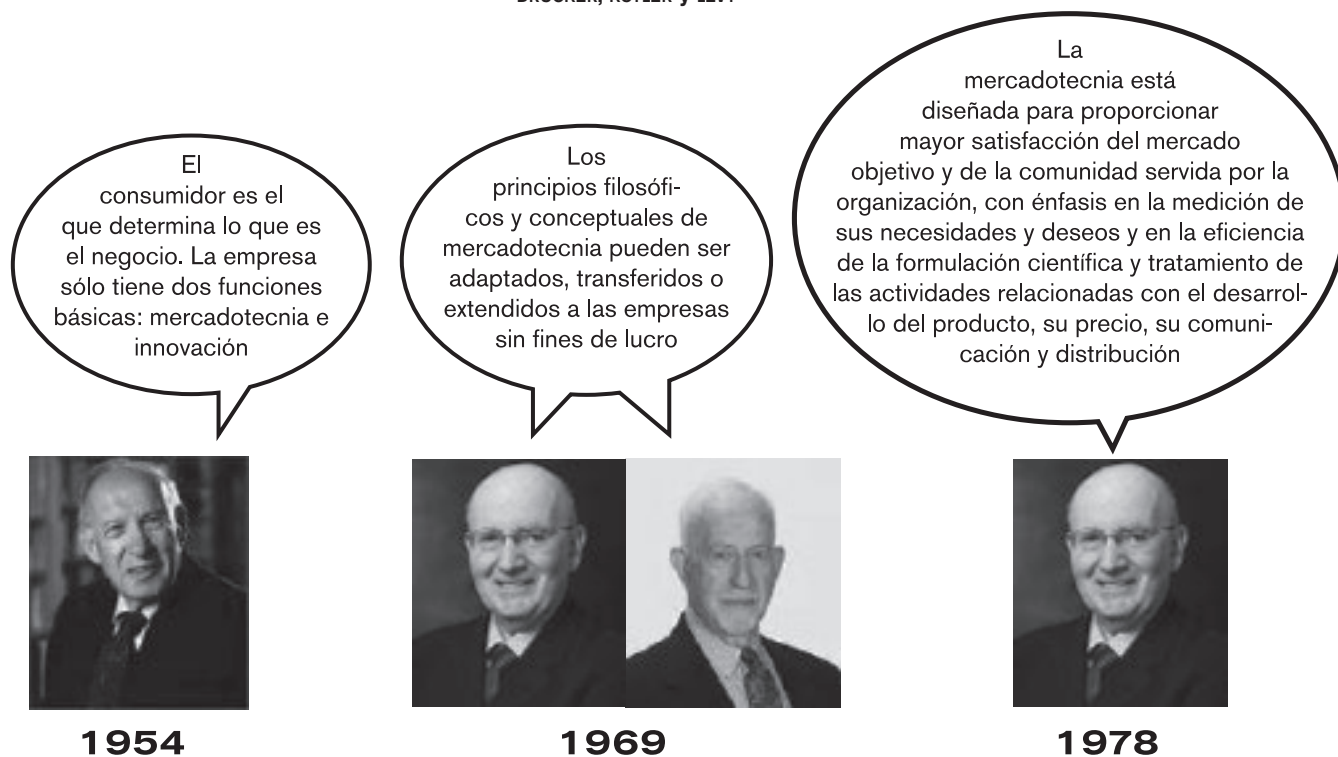 DRUCKER, KOTLER y LEVY
El
consumidor es el
que determina lo que es
el negocio. La empresa
sólo tiene dos funciones
básicas: mercadotecnia e
innovación
Los
principios filosófi-
cos y conceptuales de
mercadotecnia pueden ser
adaptados, transferidos o
extendidos a las empresas
sin fines de lucro
La
mercadotecnia está
diseñada para proporcionar
mayor satisfacción del mercado
objetivo y de la comunidad servida por la
organización, con énfasis en la medición de
sus necesidades y deseos y en la eficiencia
de la formulación científica y tratamiento de
las actividades relacionadas con el desarrol-
lo del producto, su precio, su comuni-
cación y distribución
1954
1969
1978